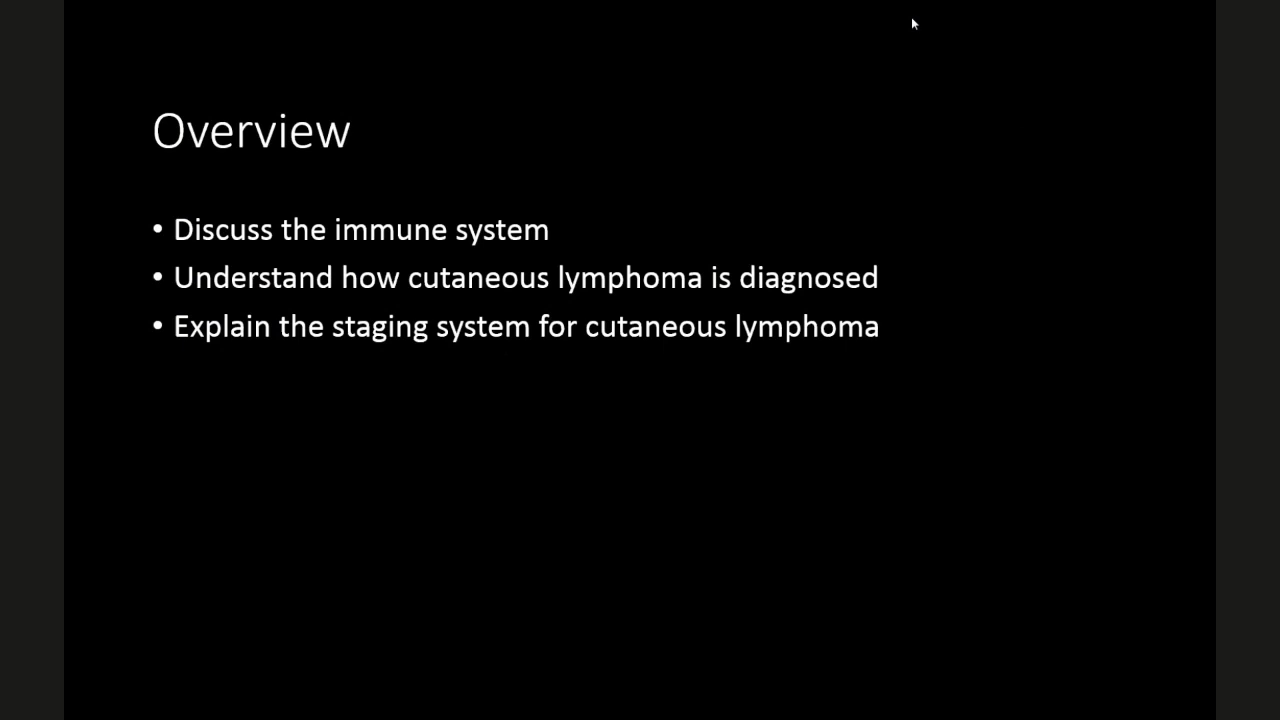 Overview
• Discuss the immune system
• Understand how cutaneous lymphoma is diagnosed
• Explain the staging system for cutaneous lymphoma